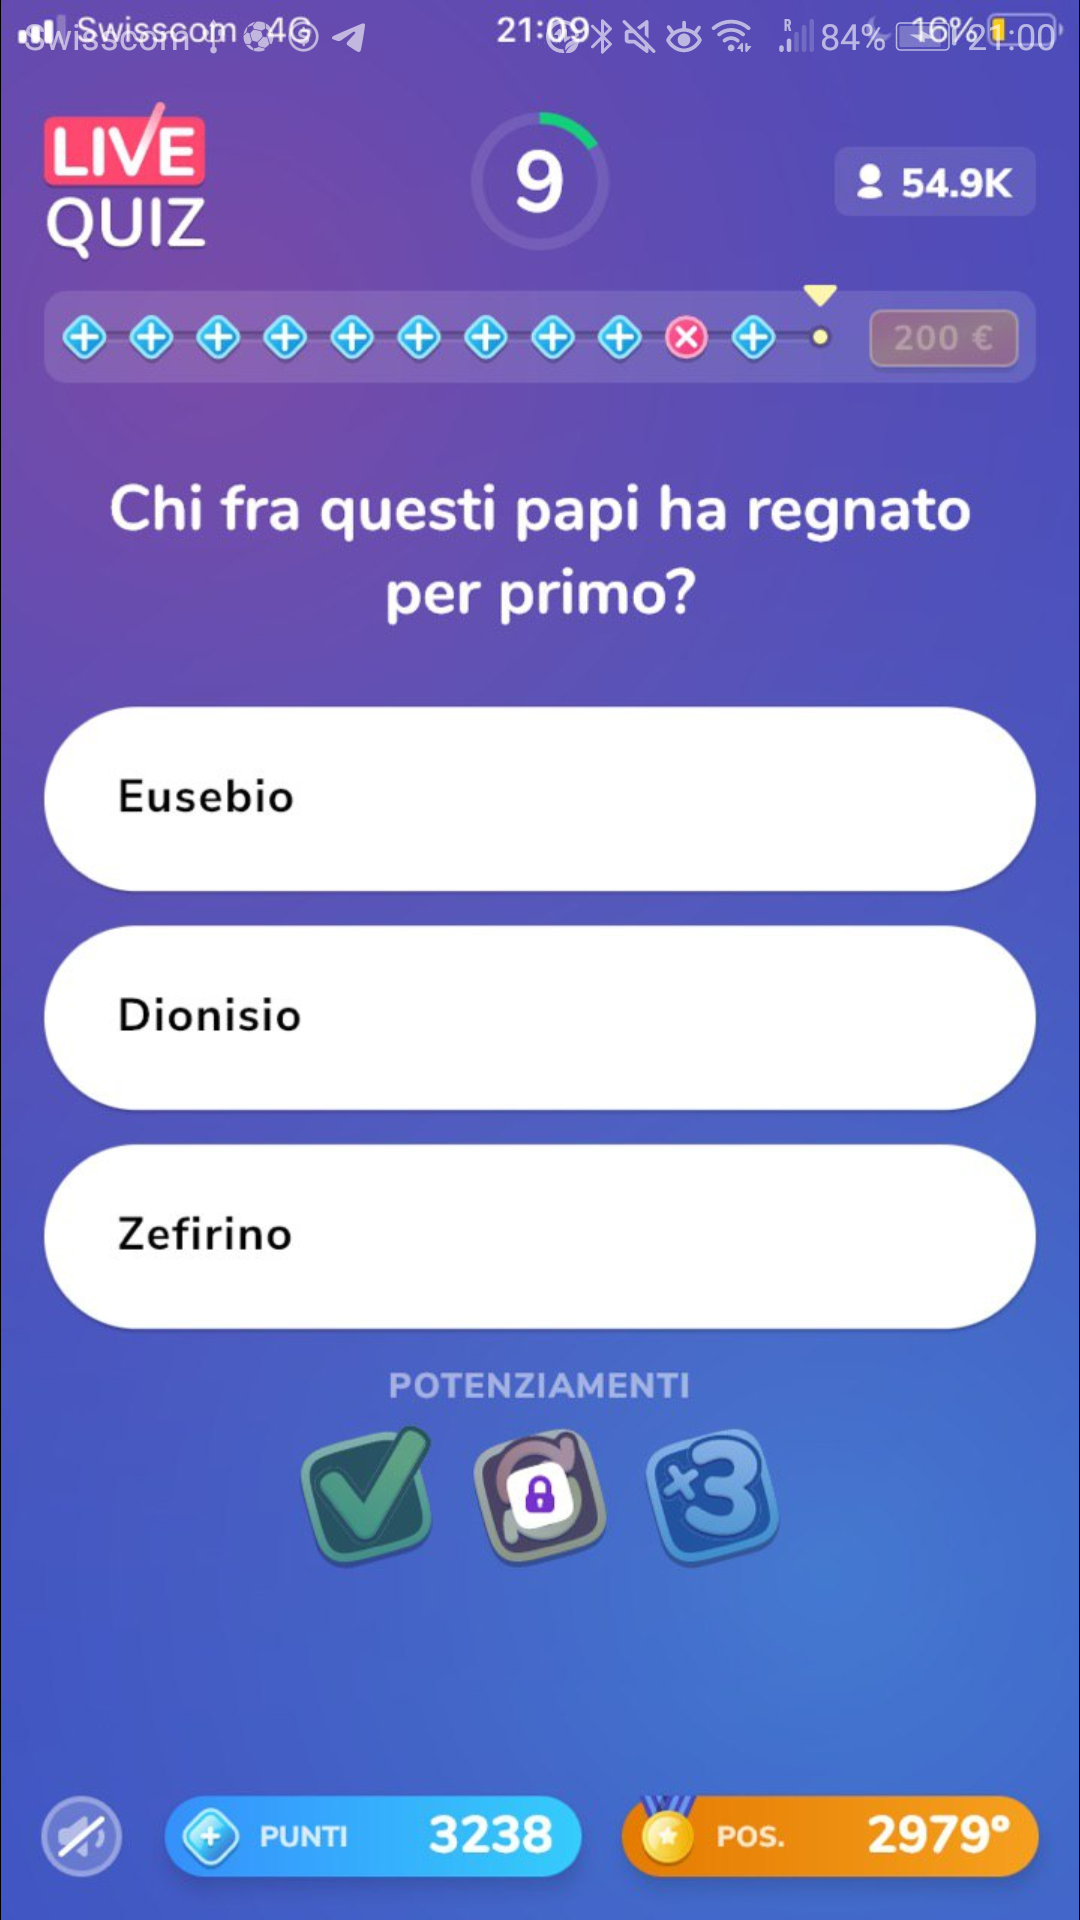 Swisscom 4G 21:09 16%
Swisscom 84% 21:00
LIVE
QUIZ
9
54.9K
200 €
Chi fra questi papi ha regnato
per primo?
Eusebio
Dionisio
Zefirino
POTENZIAMENTI
×3
PUNTI 3238
POS. 2979°